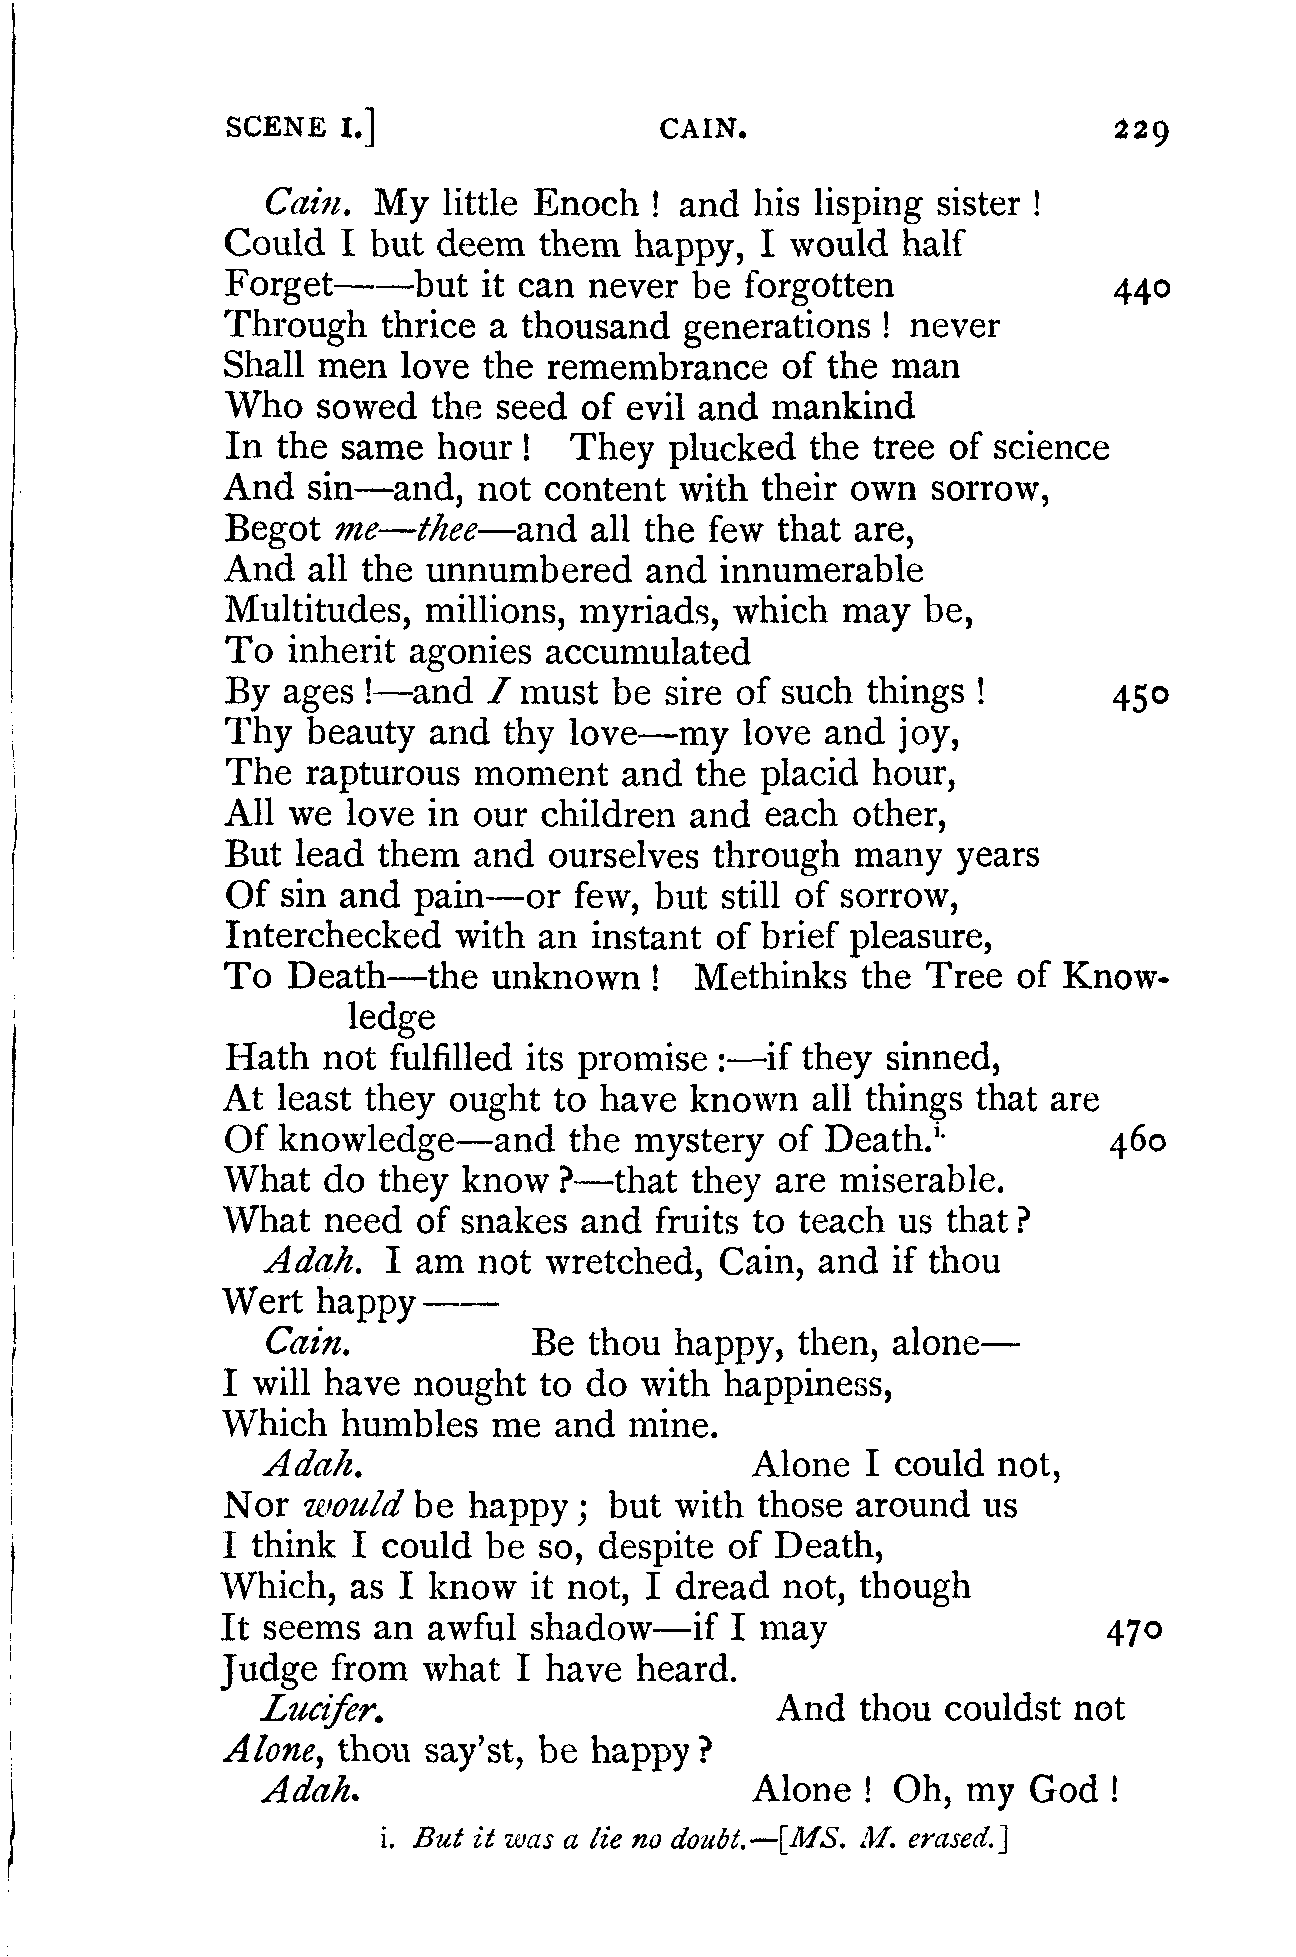 SCENE I.] CAIN. 229
Cain. My little Enoch ! and his lisping sister !
Could I but deem them happy, I would half
Forget——but it can never be forgotten 440
Through thrice a thousand generations ! never
Shall men love the remembrance of the man
Who sowed the seed of evil and mankind
In the same hour ! They plucked the tree of science
And sin—and, not content with their own sorrow,
Begot me—thee—and all the few that are,
And all the unnumbered and innumerable
Multitudes, millions, myriads, which may be,
To inherit agonies accumulated
By ages !—and I must be sire of such things ! 450
Thy beauty and thy love—my love and joy,
The rapturous moment and the placid hour,
All we love in our children and each other,
But lead them and ourselves through many years
Of sin and pain—or few, but still of sorrow,
Interchecked with an instant of brief pleasure,
To Death—the unknown ! Methinks the Tree of Know-
ledge
Hath not fulfilled its promise :—if they sinned,
At least they ought to have known all things that are
Of knowledge—and the mystery of Death.i. 460
What do they know ?—that they are miserable.
What need of snakes and fruits to teach us that ?
Adah. I am not wretched, Cain, and if thou
Wert happy——
Cain. Be thou happy, then, alone—
I will have nought to do with happiness,
Which humbles me and mine.
Adah. Alone I could not,
Nor would be happy ; but with those around us
I think I could be so, despite of Death,
Which, as I know it not, I dread not, though
It seems an awful shadow—if I may 470
Judge from what I have heard.
Lucifer. And thou couldst not
Alone, thou say'st, be happy ?
Adah. Alone ! Oh, my God !
i. But it was a lie no doubt.—[MS. M. erased.]